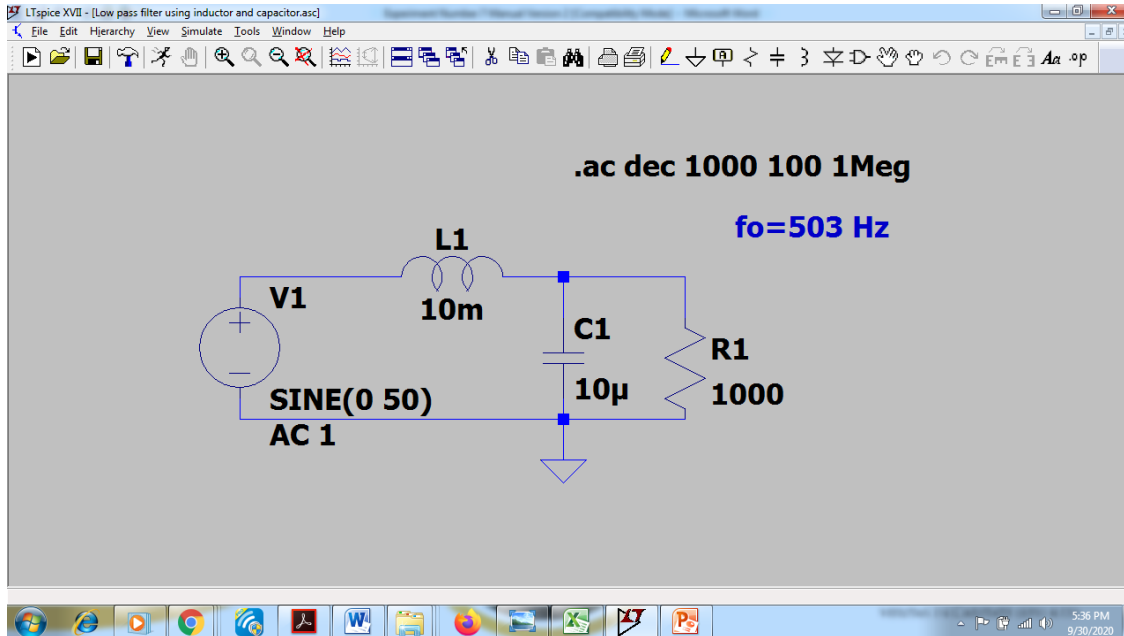 LTspice XVII - [Low pass filter using inductor and capacitor.asc]
File Edit Hierarchy View Simulate Tools Window Help
Aa .op
.ac dec 1000 100 1Meg
fo=503 Hz
L1
10m
V1
SINE(0 50)
AC 1
C1
10µ
R1
1000
5:36 PM
9/30/2020